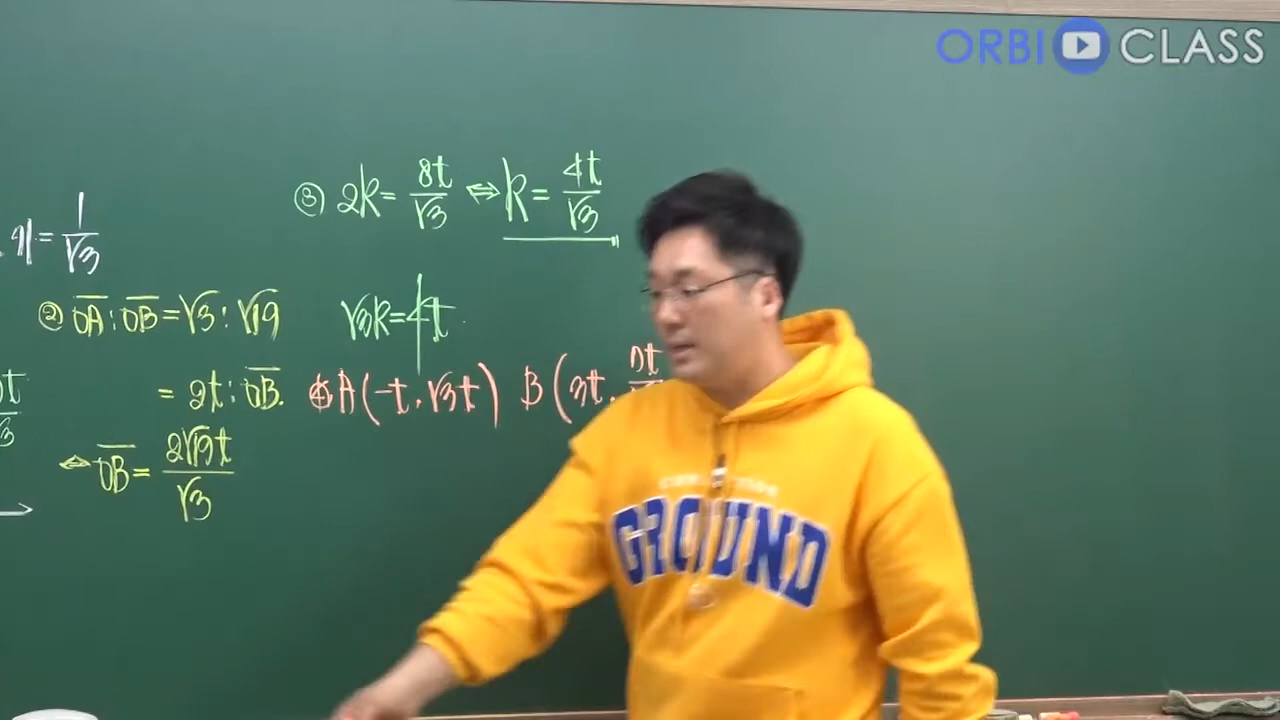 ORBI CLASS
③ 2k = 8t/√3 ⇔ k = 4t/√3
= 1/√3
② OA : OB = √3 : √19
√3k = 4t
= 2t : OB
④ A(-t, √3t) B(3t,
⇔ OB = 2√19t/√3
GROUND